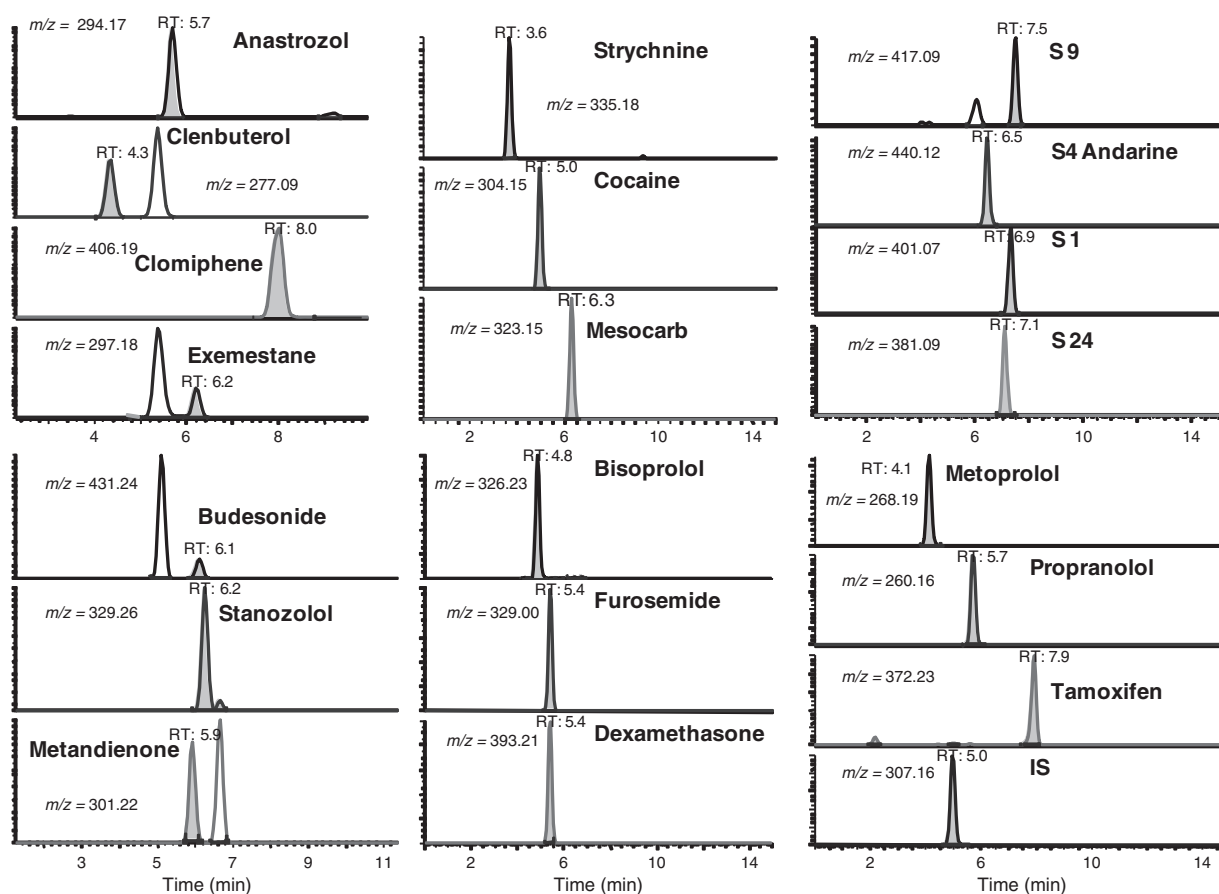 m/z = 294.17
RT: 5.7
Anastrozol
Clenbuterol
RT: 4.3
m/z = 277.09
RT: 8.0
m/z = 406.19
Clomiphene
m/z = 297.18
Exemestane
RT: 6.2
4 6 8
RT: 3.6
Strychnine
m/z = 335.18
RT: 5.0
m/z = 304.15
Cocaine
RT: 6.3
m/z = 323.15
Mesocarb
2 6 10 14
RT: 7.5
S 9
m/z = 417.09
RT: 6.5
m/z = 440.12
S4 Andarine
RT: 6.9
S 1
m/z = 401.07
RT: 7.1
m/z = 381.09
S 24
2 6 10 14
m/z = 431.24
Budesonide
RT: 6.1
RT: 6.2
m/z = 329.26
Stanozolol
RT: 5.9
Metandienone
m/z = 301.22
3 5 7 9 11
Time (min)
RT: 4.8
Bisoprolol
m/z = 326.23
RT: 5.4
m/z = 329.00
Furosemide
RT: 5.4
m/z = 393.21
Dexamethasone
2 6 10 14
Time (min)
RT: 4.1
Metoprolol
m/z = 268.19
RT: 5.7
m/z = 260.16
Propranolol
RT: 7.9
m/z = 372.23
Tamoxifen
RT: 5.0
m/z = 307.16
IS
2 6 10 14
Time (min)